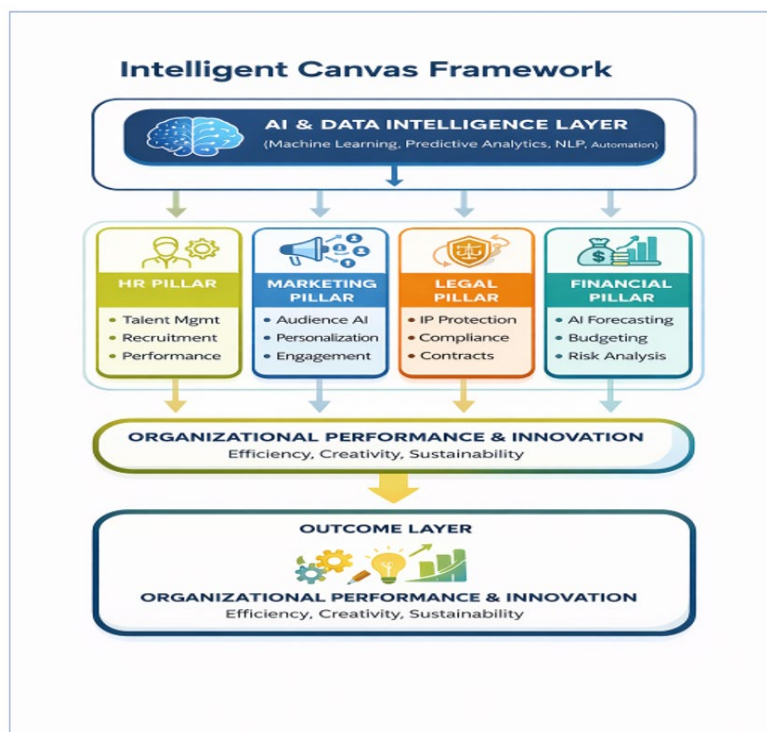 Intelligent Canvas Framework
AI & DATA INTELLIGENCE LAYER
(Machine Learning, Predictive Analytics, NLP, Automation)
HR PILLAR
• Talent Mgmt
• Recruitment
• Performance
MARKETING
PILLAR
• Audience AI
• Personalization
• Engagement
LEGAL
PILLAR
• IP Protection
• Compliance
• Contracts
$
FINANCIAL
PILLAR
• AI Forecasting
• Budgeting
• Risk Analysis
ORGANIZATIONAL PERFORMANCE & INNOVATION
Efficiency, Creativity, Sustainability
OUTCOME LAYER
ORGANIZATIONAL PERFORMANCE & INNOVATION
Efficiency, Creativity, Sustainability